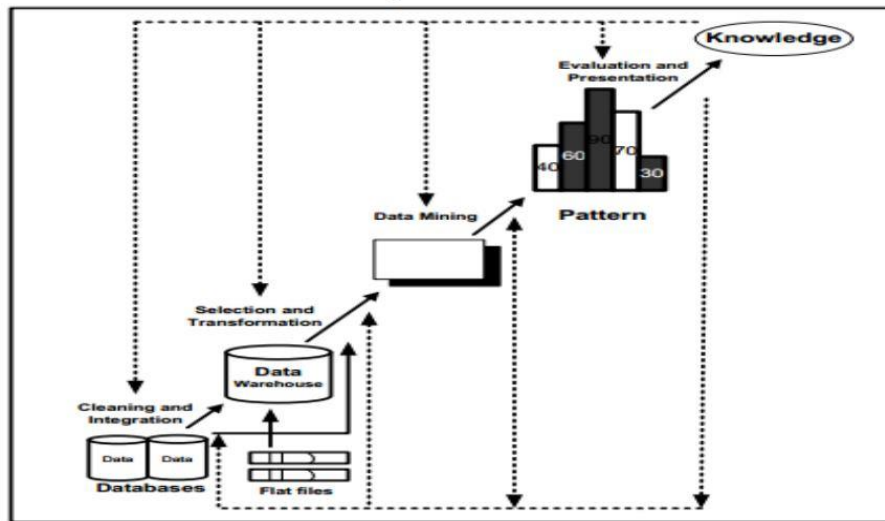 Knowledge
Evaluation and
Presentation
40
60
90
70
30
Pattern
Data Mining
Selection and
Transformation
Data
Warehouse
Cleaning and
Integration
Data
Data
Databases
Flat files